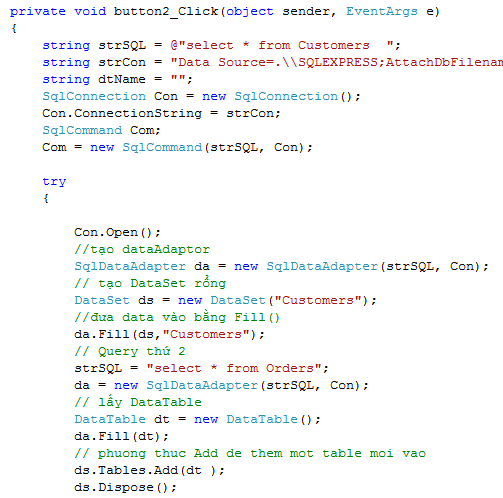 private void button2_Click(object sender, EventArgs e)
{
string strSQL = @"select * from Customers  ";
string strCon = "Data Source=.\\SQLEXPRESS;AttachDbFilenam
string dtName = "";
SqlConnection Con = new SqlConnection();
Con.ConnectionString = strCon;
SqlCommand Com;
Com = new SqlCommand(strSQL, Con);
try
{
Con.Open();
//tạo dataAdaptor
SqlDataAdapter da = new SqlDataAdapter(strSQL, Con);
// tạo DataSet rổng
DataSet ds = new DataSet("Customers");
//đưa data vào bằng Fill()
da.Fill(ds,"Customers");
// Query thứ 2
strSQL = "select * from Orders";
da = new SqlDataAdapter(strSQL, Con);
// lấy DataTable
DataTable dt = new DataTable();
da.Fill(dt);
// phuong thuc Add de them mot table moi vao
ds.Tables.Add(dt );
ds.Dispose();